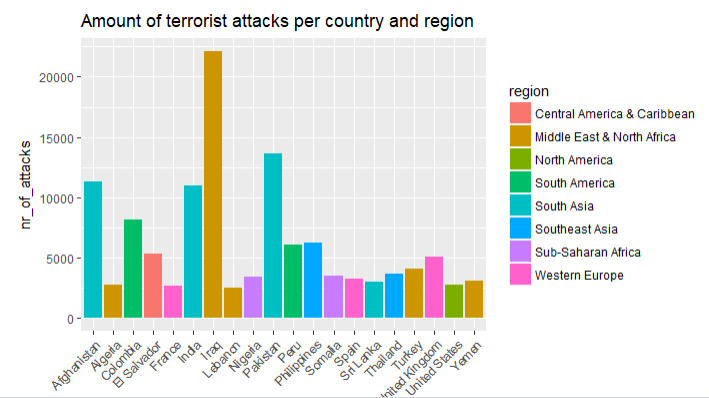 Amount of terrorist attacks per country and region
nr_of_attacks
20000
15000
10000
5000
0
Afghanistan
Algeria
Colombia
El Salvador
France
India
Iraq
Lebanon
Nigeria
Pakistan
Peru
Philippines
Somalia
Spain
Sri Lanka
Thailand
Turkey
United Kingdom
United States
Yemen
region
Central America & Caribbean
Middle East & North Africa
North America
South America
South Asia
Southeast Asia
Sub-Saharan Africa
Western Europe